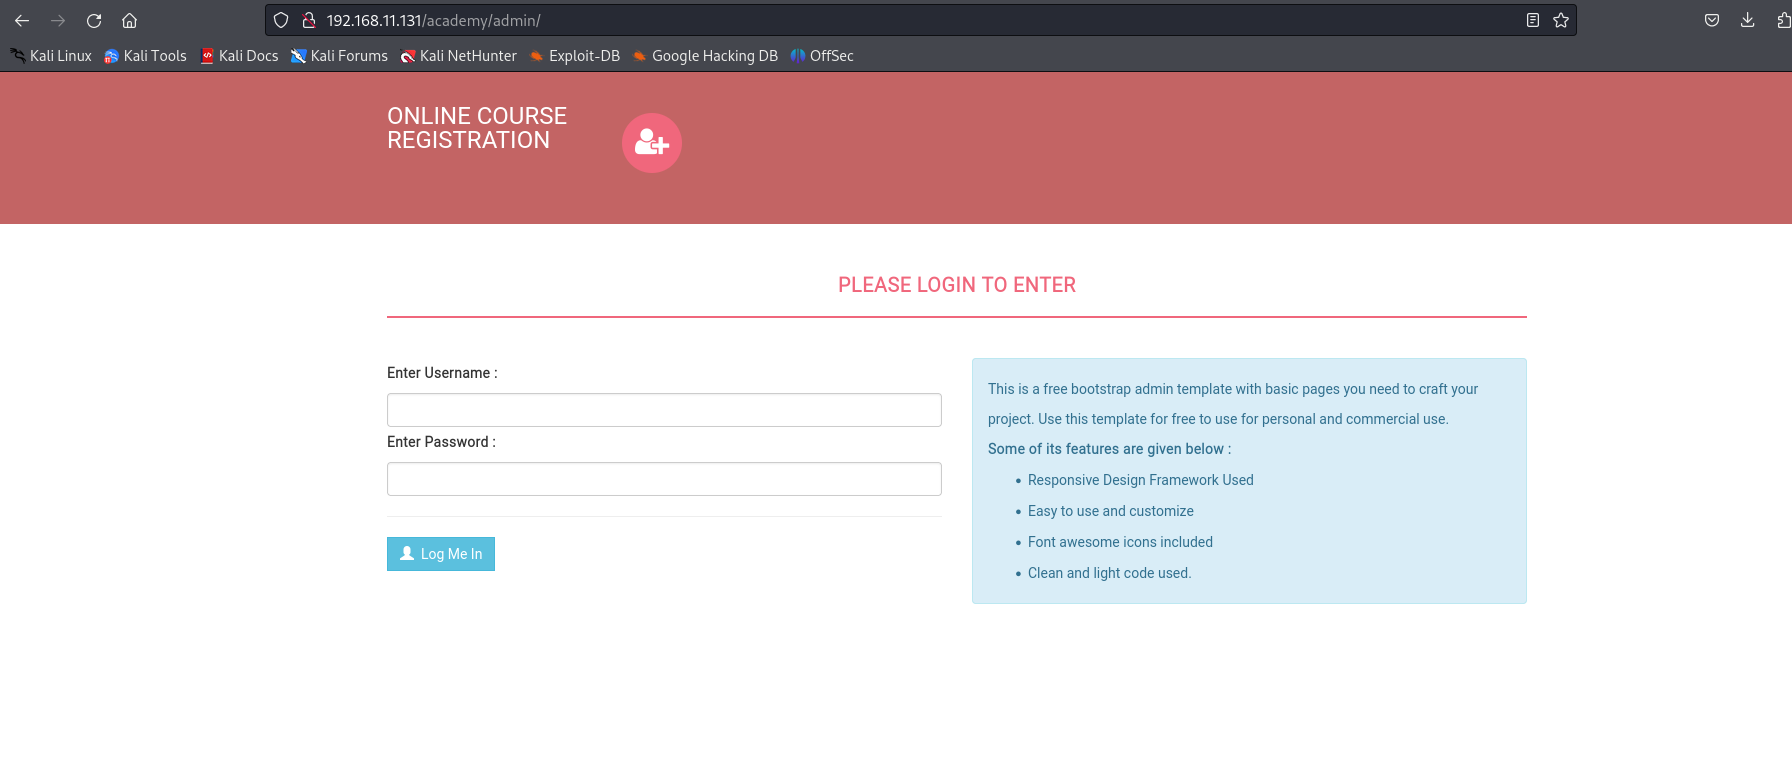 192.168.11.131/academy/admin/
Kali Linux Kali Tools Kali Docs Kali Forums Kali NetHunter Exploit-DB Google Hacking DB OffSec
ONLINE COURSE
REGISTRATION
PLEASE LOGIN TO ENTER
Enter Username :
Enter Password :
Log Me In
This is a free bootstrap admin template with basic pages you need to craft your
project. Use this template for free to use for personal and commercial use.
Some of its features are given below :
Responsive Design Framework Used
Easy to use and customize
Font awesome icons included
Clean and light code used.